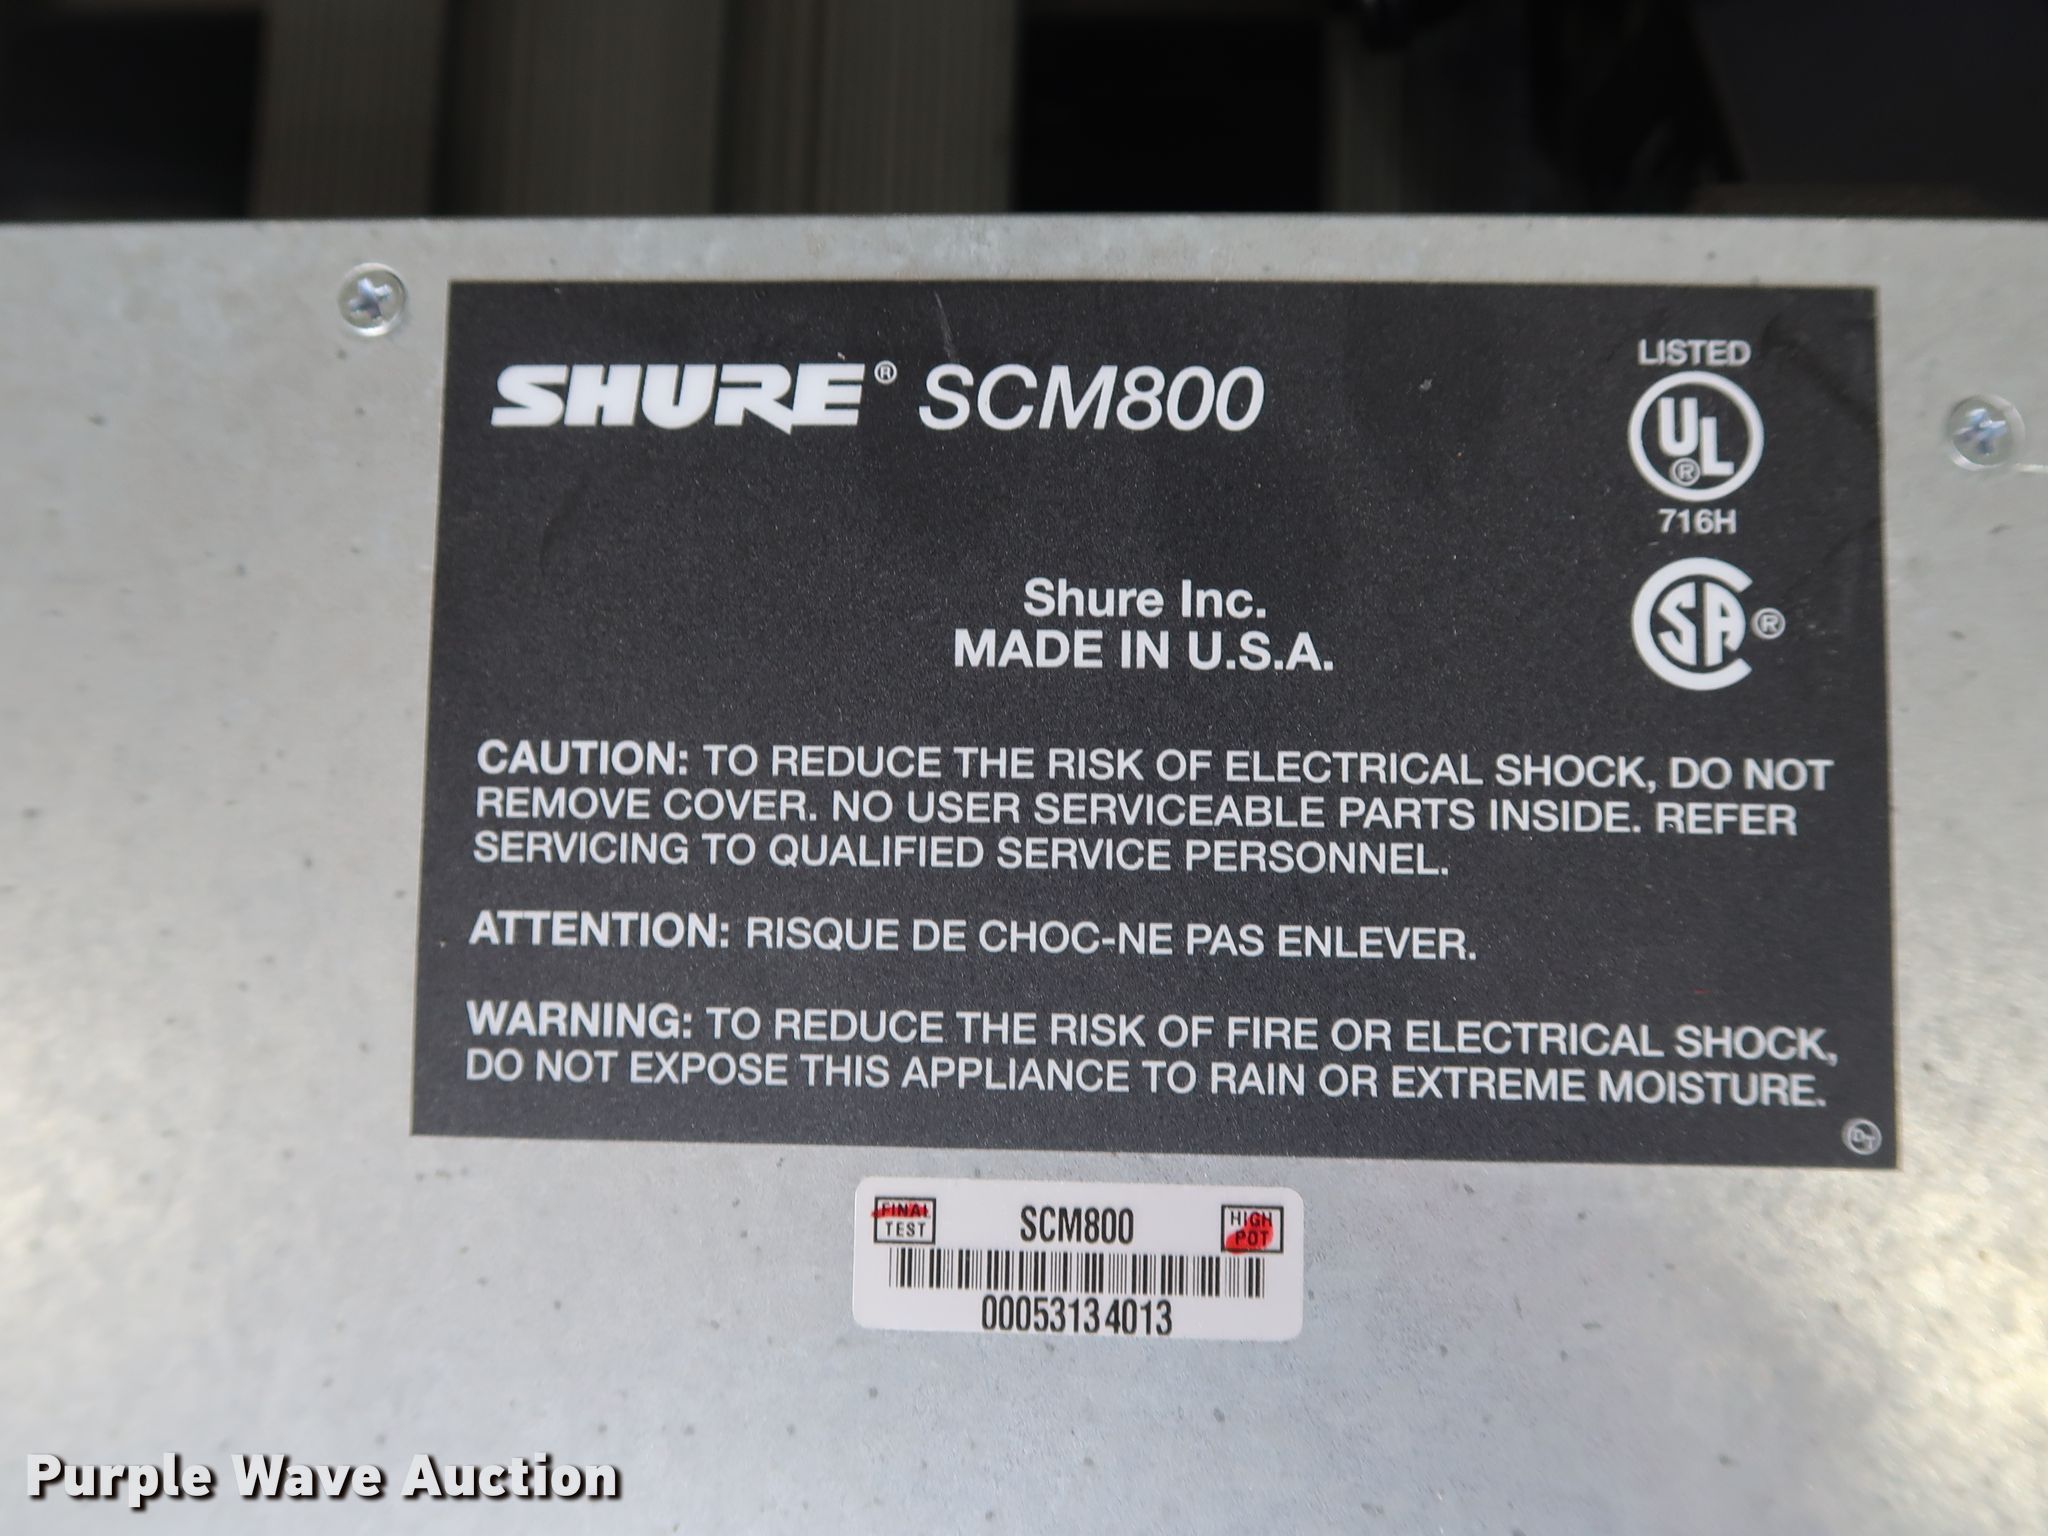 SHURE® SCM800
LISTED
UL®
716H
Shure Inc.
MADE IN U.S.A.
SA®
CAUTION: TO REDUCE THE RISK OF ELECTRICAL SHOCK, DO NOT
REMOVE COVER. NO USER SERVICEABLE PARTS INSIDE. REFER
SERVICING TO QUALIFIED SERVICE PERSONNEL.
ATTENTION: RISQUE DE CHOC-NE PAS ENLEVER.
WARNING: TO REDUCE THE RISK OF FIRE OR ELECTRICAL SHOCK,
DO NOT EXPOSE THIS APPLIANCE TO RAIN OR EXTREME MOISTURE.
DT
FINAL
TEST
SCM800
HIGH
POT
00053134013
Purple Wave Auction